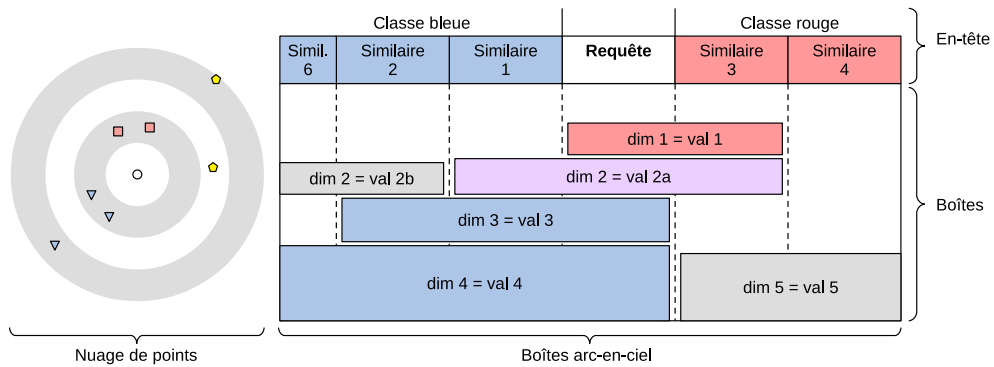 Classe bleue
Classe rouge
Simil.
6
Similaire
2
Similaire
1
Requête
Similaire
3
Similaire
4
En-tête
dim 1 = val 1
dim 2 = val 2b
dim 2 = val 2a
dim 3 = val 3
dim 4 = val 4
dim 5 = val 5
Boîtes
Nuage de points
Boîtes arc-en-ciel